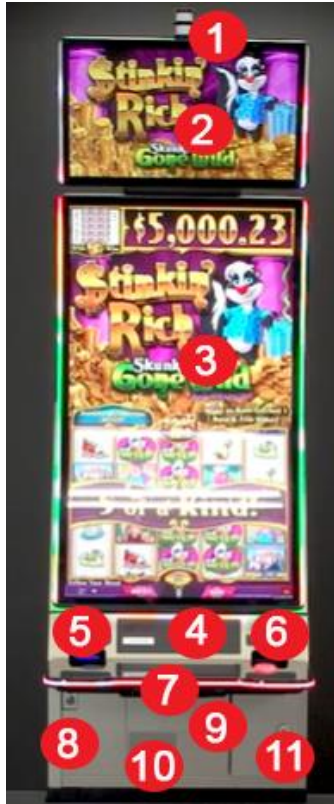 1
Stinkin'
Rich
2
Skunks
Gone Wild
$5,000.23
Stinkin'
Rich
Skunks
3
Gone Wild
5 of a Kind!
4
5
6
7
8
9
10
11